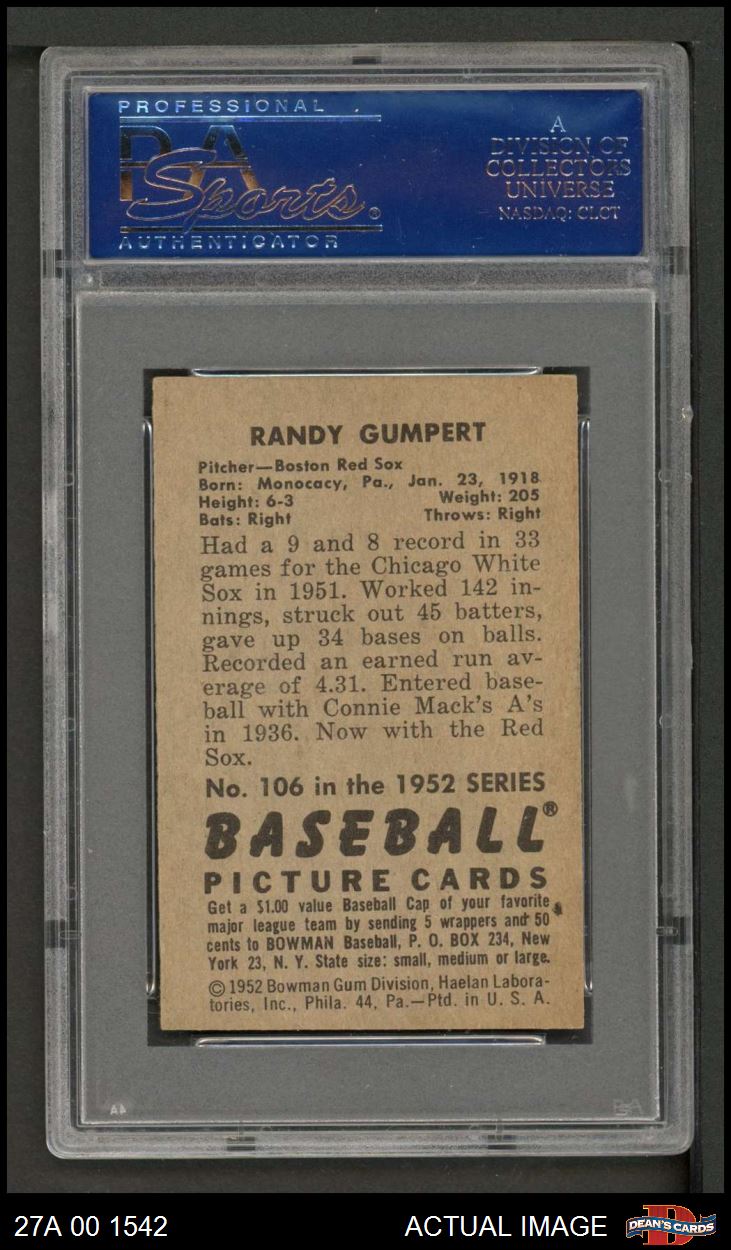 PROFESSIONAL
PSA
Sports®
AUTHENTICATOR
A
DIVISION OF
COLLECTORS
UNIVERSE
NASDAQ: CLCT
RANDY GUMPERT
Pitcher—Boston Red Sox
Born: Monocacy, Pa., Jan. 23, 1918
Height: 6-3 Weight: 205
Bats: Right Throws: Right
Had a 9 and 8 record in 33
games for the Chicago White
Sox in 1951. Worked 142 in-
nings, struck out 45 batters,
gave up 34 bases on balls.
Recorded an earned run av-
erage of 4.31. Entered base-
ball with Connie Mack's A's
in 1936. Now with the Red
Sox.
No. 106 in the 1952 SERIES
BASEBALL®
PICTURE CARDS
Get a $1.00 value Baseball Cap of your favorite
major league team by sending 5 wrappers and 50
cents to BOWMAN Baseball, P. O. BOX 234, New
York 23, N. Y. State size: small, medium or large.
© 1952 Bowman Gum Division, Haelan Labora-
tories, Inc., Phila. 44, Pa.—Ptd. in U. S. A.
27A 00 1542 ACTUAL IMAGE
DEAN'S CARDS